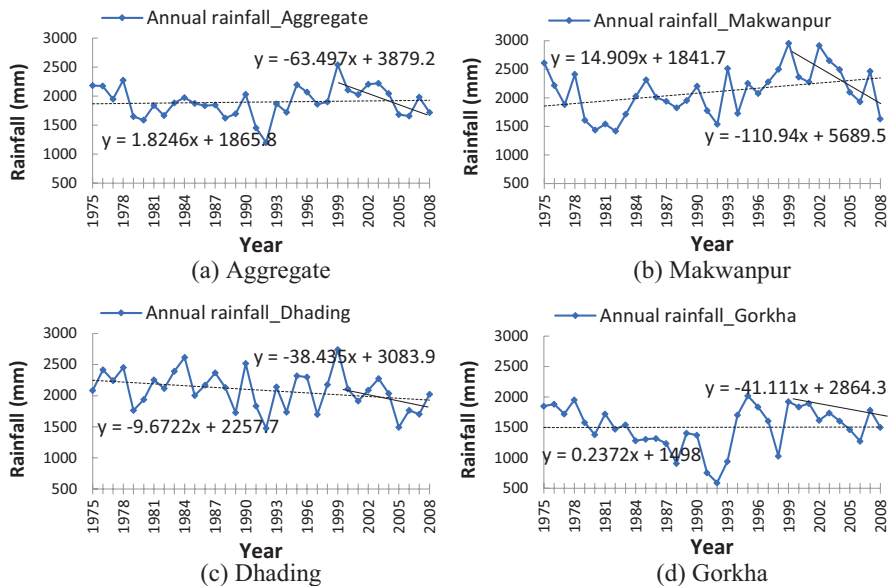 Annual rainfall_Aggregate
Rainfall (mm)
3000
2500
2000
1500
1000
500
y = -63.497x + 3879.2
y = 1.8246x + 1865.8
1975 1978 1981 1984 1987 1990 1993 1996 1999 2002 2005 2008
Year
(a) Aggregate
Annual rainfall_Makwanpur
Rainfall (mm)
3000
2500
2000
1500
1000
500
y = 14.909x + 1841.7
y = -110.94x + 5689.5
1975 1978 1981 1984 1987 1990 1993 1996 1999 2002 2005 2008
Year
(b) Makwanpur
Annual rainfall_Dhading
Rainfall (mm)
3000
2500
2000
1500
1000
500
y = -38.435x + 3083.9
y = -9.6722x + 2257.7
1975 1978 1981 1984 1987 1990 1993 1996 1999 2002 2005 2008
Year
(c) Dhading
Annual rainfall_Gorkha
Rainfall (mm)
3000
2500
2000
1500
1000
500
y = -41.111x + 2864.3
y = 0.2372x + 1498
1975 1978 1981 1984 1987 1990 1993 1996 1999 2002 2005 2008
Year
(d) Gorkha